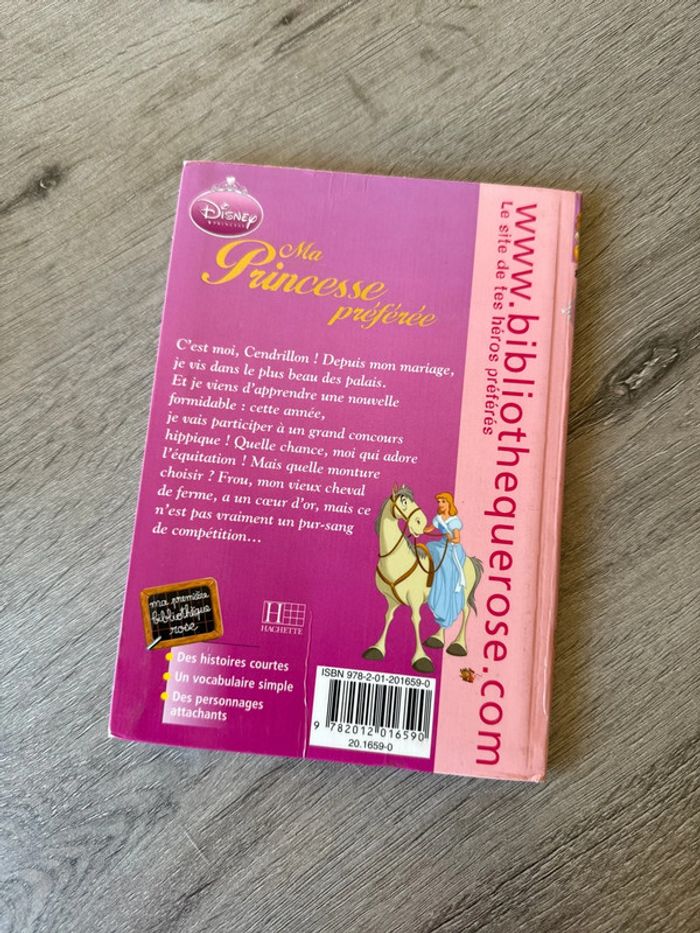 Disney
PRINCESS
Ma
Princesse
préférée
C'est moi, Cendrillon ! Depuis mon mariage,
je vis dans le plus beau des palais.
Et je viens d'apprendre une nouvelle
formidable : cette année,
je vais participer à un grand concours
hippique ! Quelle chance, moi qui adore
l'équitation ! Mais quelle monture
choisir ? Frou, mon vieux cheval
de ferme, a un cœur d'or, mais ce
n'est pas vraiment un pur-sang
de compétition…
ma première
bibliothèque
rose
Des histoires courtes
Un vocabulaire simple
Des personnages
attachants
H
HACHETTE
ISBN 978-2-01-201659-0
9 782012 016590
20.1659-0
www.bibliothequerose.com
Le site de tes héros préférés